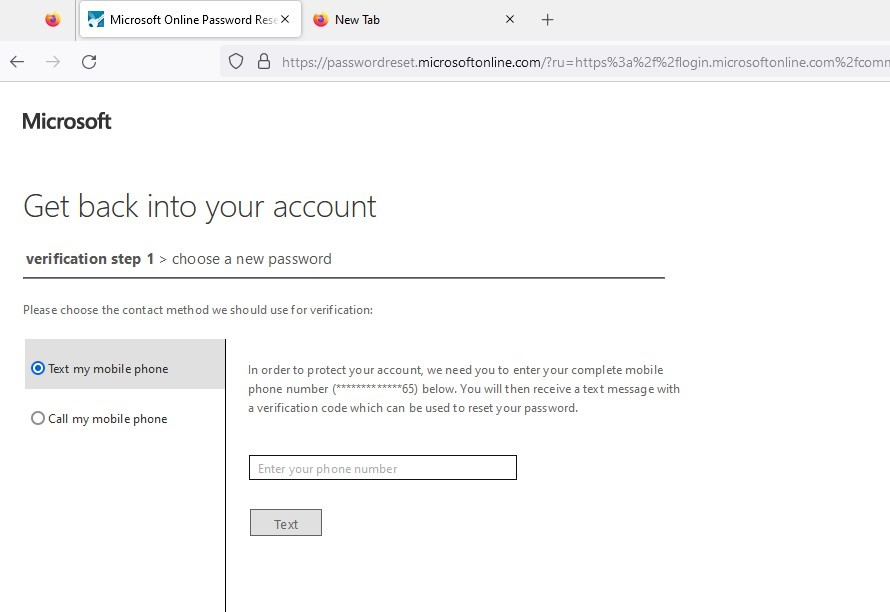 Microsoft Online Password Rese
New Tab
https://passwordreset.microsoftonline.com/?ru=https%3a%2f%2flogin.microsoftonline.com%2fcomn
Microsoft
Get back into your account
verification step 1 > choose a new password
Please choose the contact method we should use for verification:
Text my mobile phone
Call my mobile phone
In order to protect your account, we need you to enter your complete mobile
phone number (*************65) below. You will then receive a text message with
a verification code which can be used to reset your password.
Enter your phone number
Text